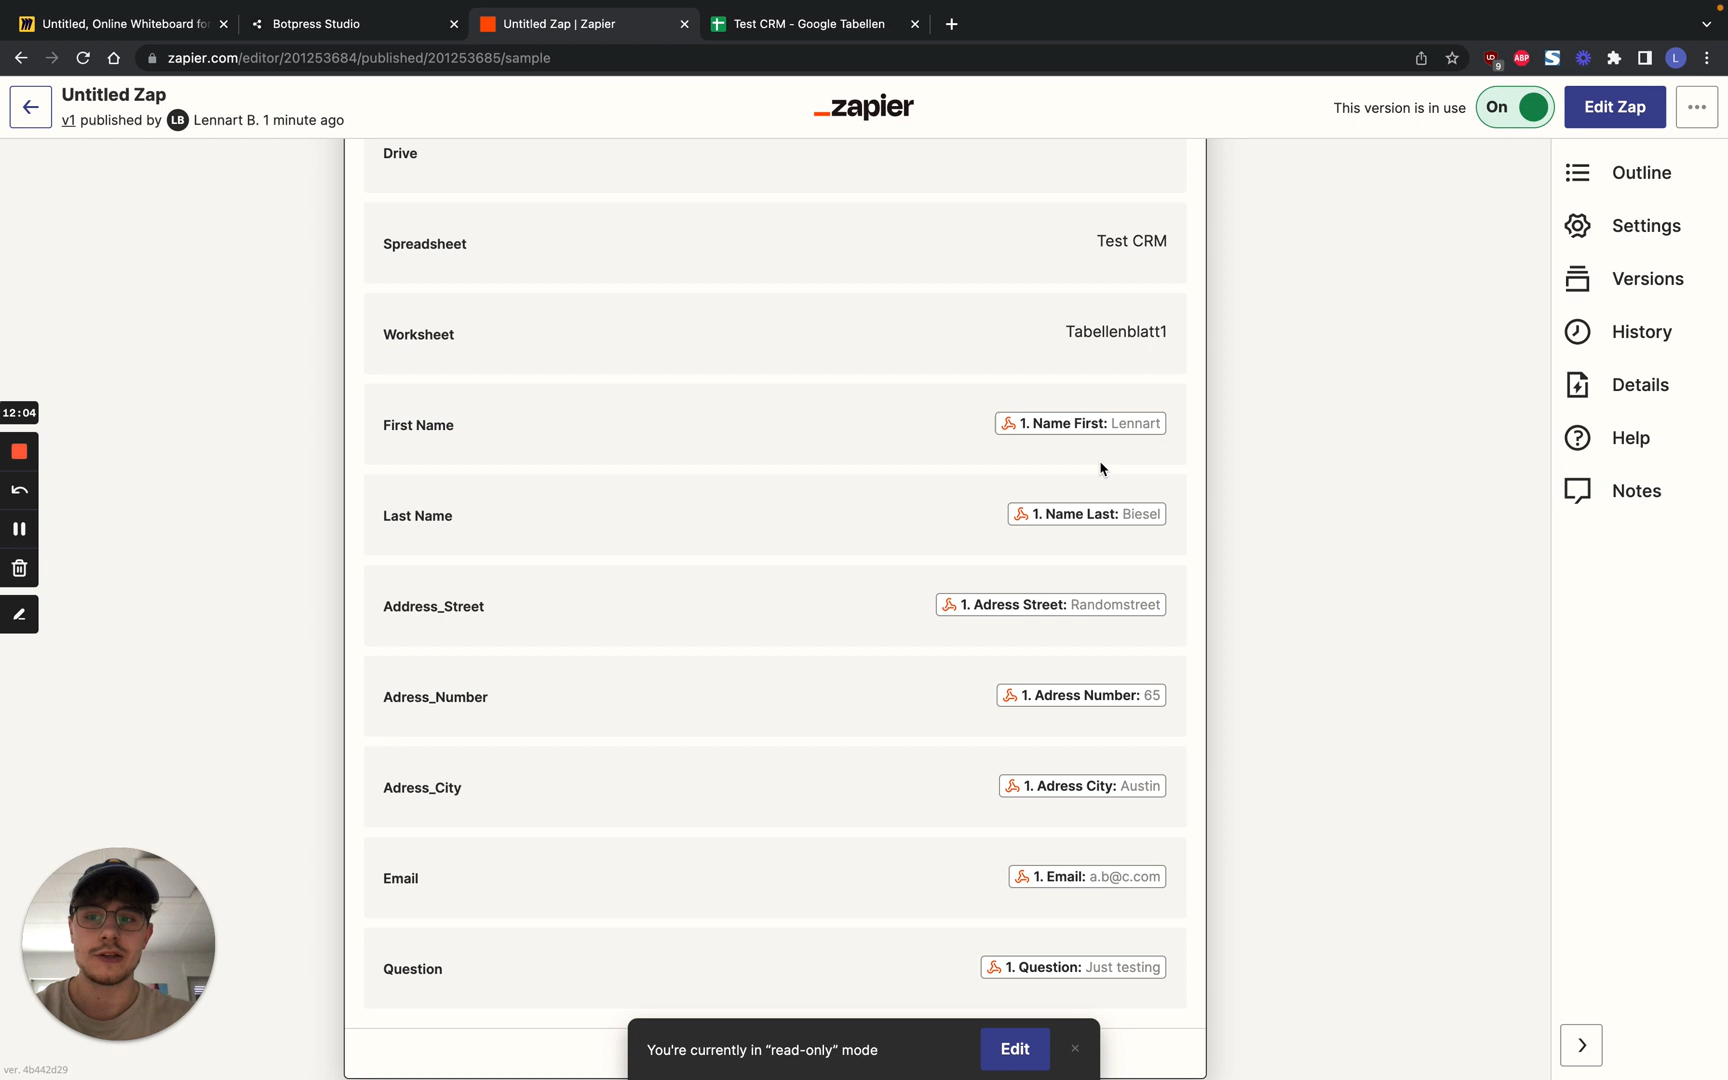 Untitled, Online Whiteboard for
Botpress Studio
Untitled Zap | Zapier
Test CRM - Google Tabellen
zapier.com/editor/201253684/published/201253685/sample
9
ABP
L
Untitled Zap
v1 published by LB Lennart B. 1 minute ago
_zapier
This version is in use
On
Edit Zap
Drive
Spreadsheet
Test CRM
Worksheet
Tabellenblatt1
First Name
1. Name First: Lennart
Last Name
1. Name Last: Biesel
Address_Street
1. Adress Street: Randomstreet
Adress_Number
1. Adress Number: 65
Adress_City
1. Adress City: Austin
Email
1. Email: a.b@c.com
Question
1. Question: Just testing
Outline
Settings
Versions
History
Details
Help
Notes
12:04
You're currently in “read-only” mode
Edit
ver. 4b442d29